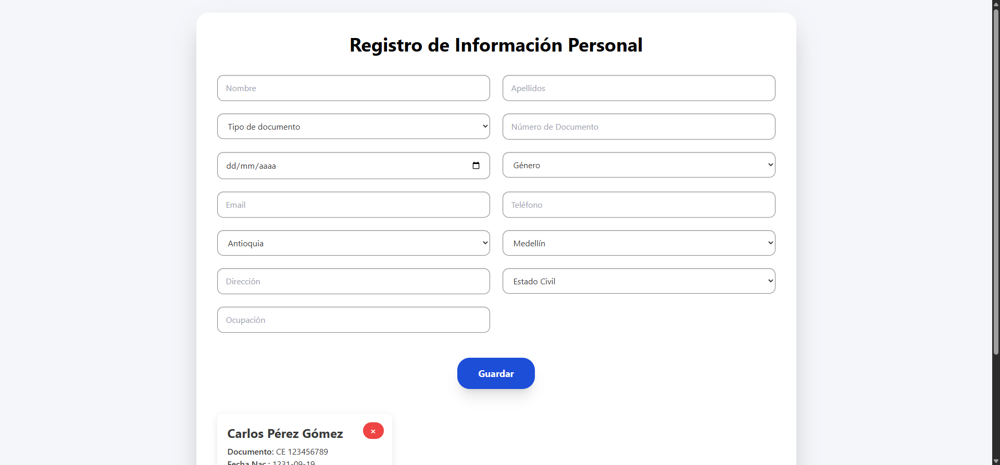 Registro de Información Personal
Nombre
Apellidos
Tipo de documento
Número de Documento
dd/mm/aaaa
Género
Email
Teléfono
Antioquia
Medellín
Dirección
Estado Civil
Ocupación
Guardar
Carlos Pérez Gómez
×
Documento: CE 123456789
Fecha Nac.: 1231-09-19